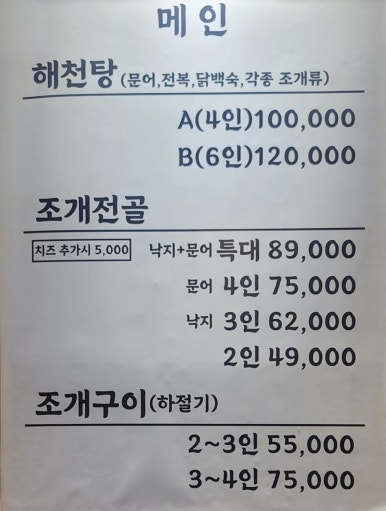 메인
해천탕(문어,전복,닭백숙,각종 조개류)
A(4인)100,000
B(6인)120,000
조개전골
치즈 추가시 5,000 낙지+문어 특대 89,000
문어 4인 75,000
낙지 3인 62,000
2인 49,000
조개구이(하절기)
2~3인 55,000
3~4인 75,000